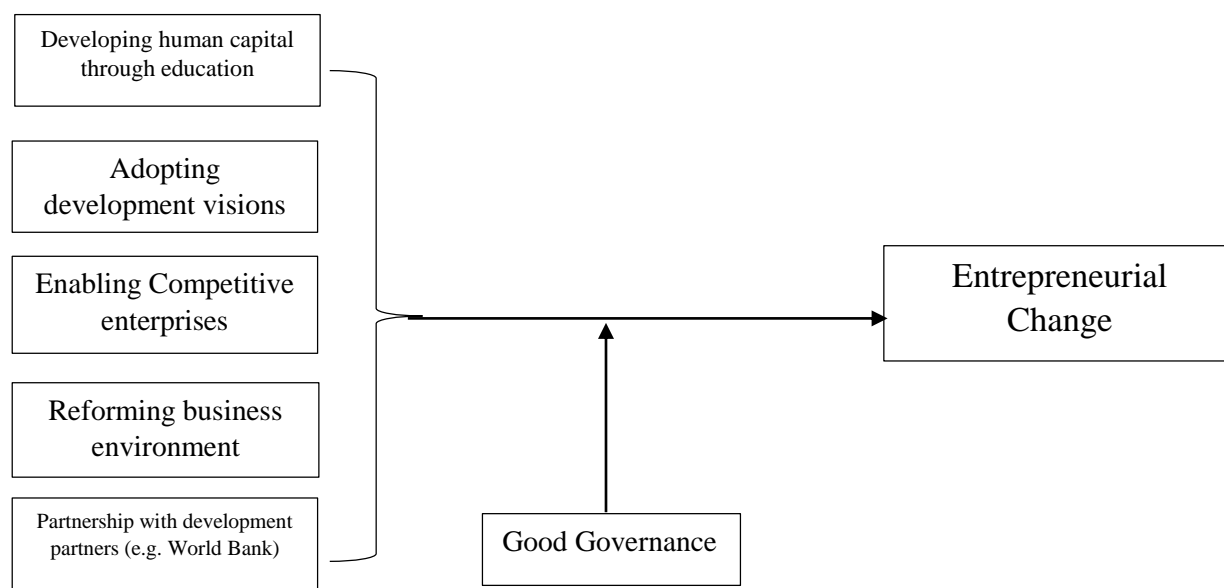 Developing human capital
through education
Adopting
development visions
Enabling Competitive
enterprises
Reforming business
environment
Partnership with development
partners (e.g. World Bank)
Entrepreneurial
Change
Good Governance